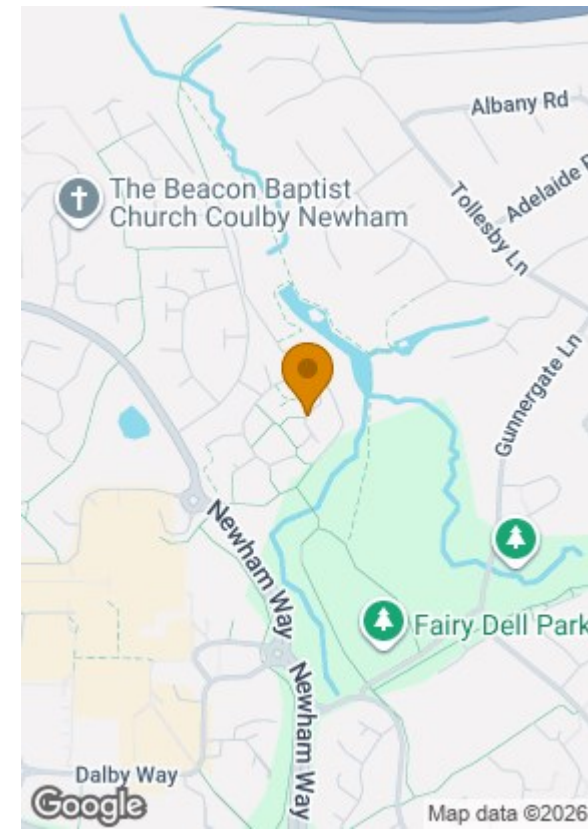 Albany Rd
The Beacon Baptist
Church Coulby Newham
Adelaide R
Tollesby Ln
Gunnergate Ln
Newham Way
Fairy Dell Park
Newham Way
Dalby Way
Google
Map data ©2026